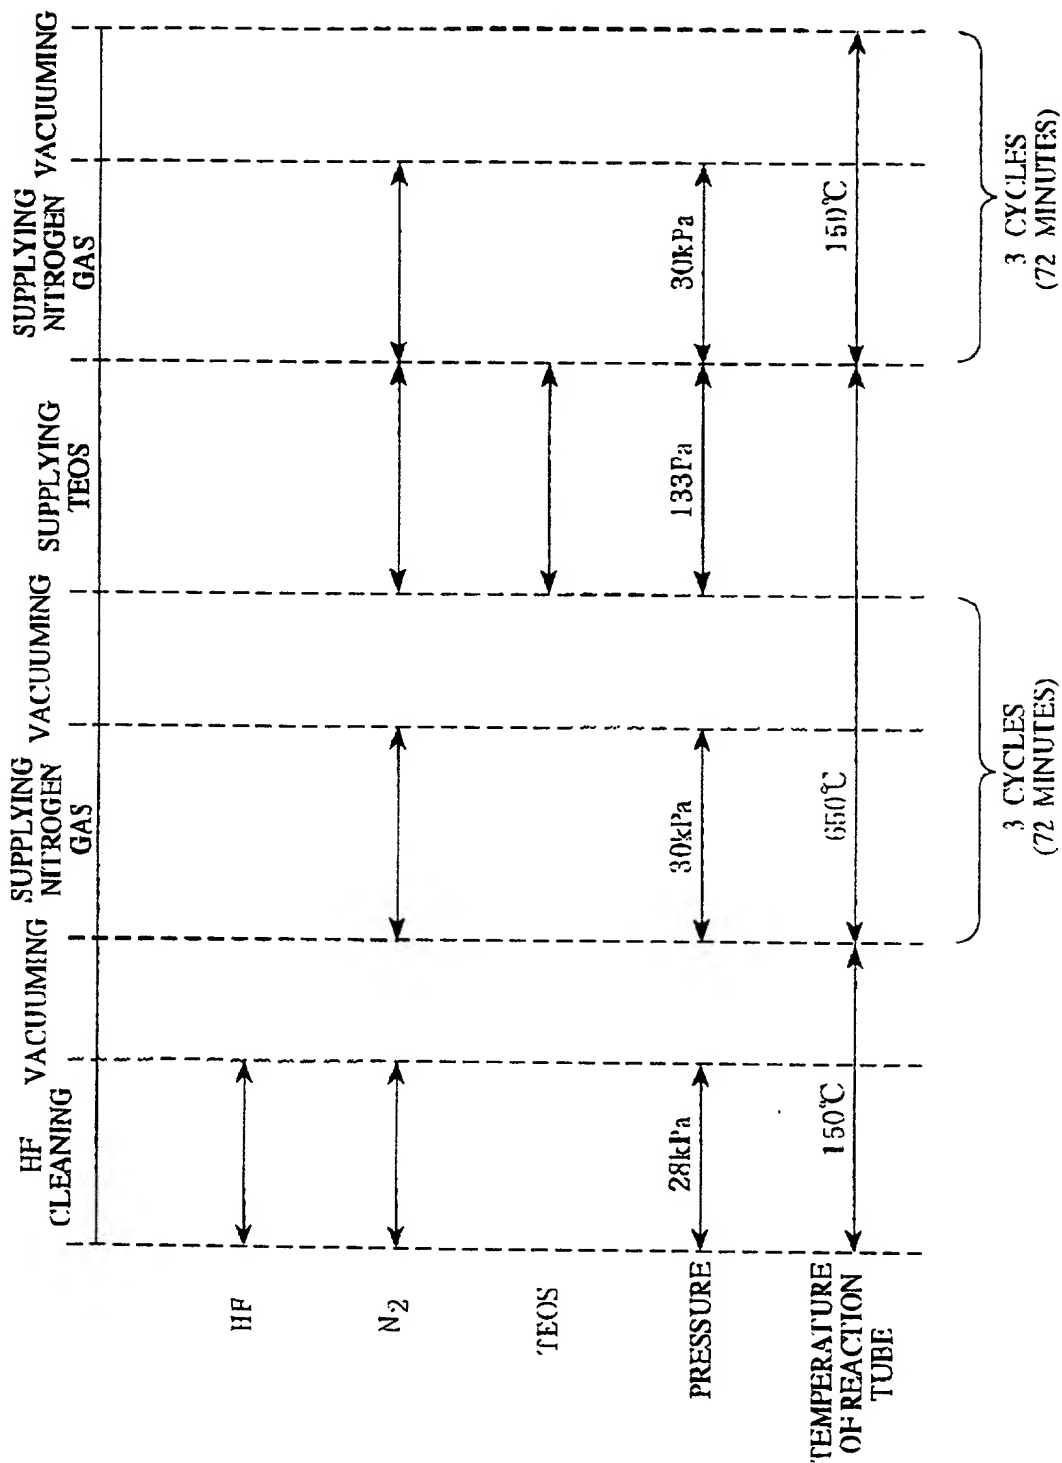 HF
CLEANING
VACUUMING
SUPPLYING
NITROGEN
GAS
VACUUMING
SUPPLYING
TEOS
SUPPLYING
NITROGEN
GAS
VACUUMING
HF
N2
TEOS
PRESSURE
28kPa
30kPa
133Pa
30kPa
TEMPERATURE
OF REACTION
TUBE
150℃
650℃
150℃
3 CYCLES
(72 MINUTES)
3 CYCLES
(72 MINUTES)